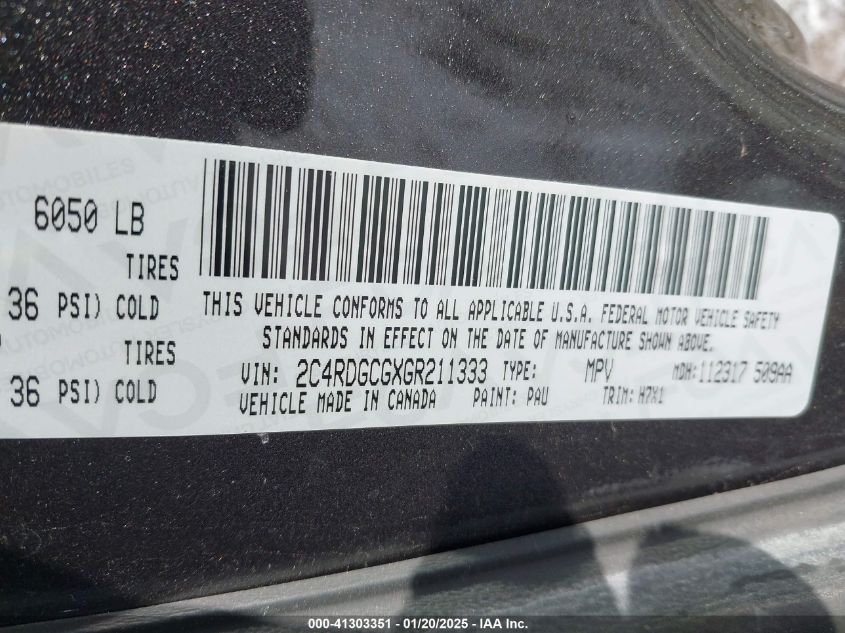 6050 LB
TIRES
36 PSI) COLD
TIRES
36 PSI) COLD
THIS VEHICLE CONFORMS TO ALL APPLICABLE U.S.A. FEDERAL MOTOR VEHICLE SAFETY
STANDARDS IN EFFECT ON THE DATE OF MANUFACTURE SHOWN ABOVE.
VIN: 2C4RDGCGXGR211333 TYPE: MPV MDH: 112317 509AA
VEHICLE MADE IN CANADA PAINT: PAU TRIM: H7X1
000-41303351 - 01/20/2025 - IAA Inc.